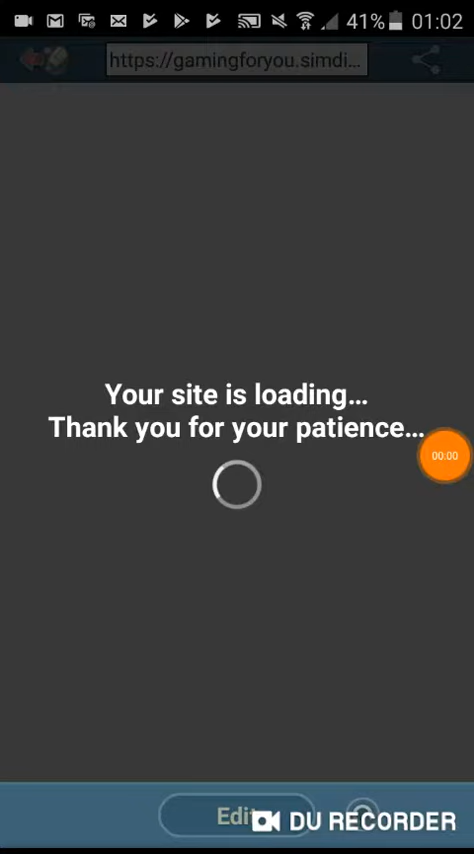 41% 01:02
https://gamingforyou.simdi...
Your site is loading...
Thank you for your patience...
00:00
Edit
DU RECORDER